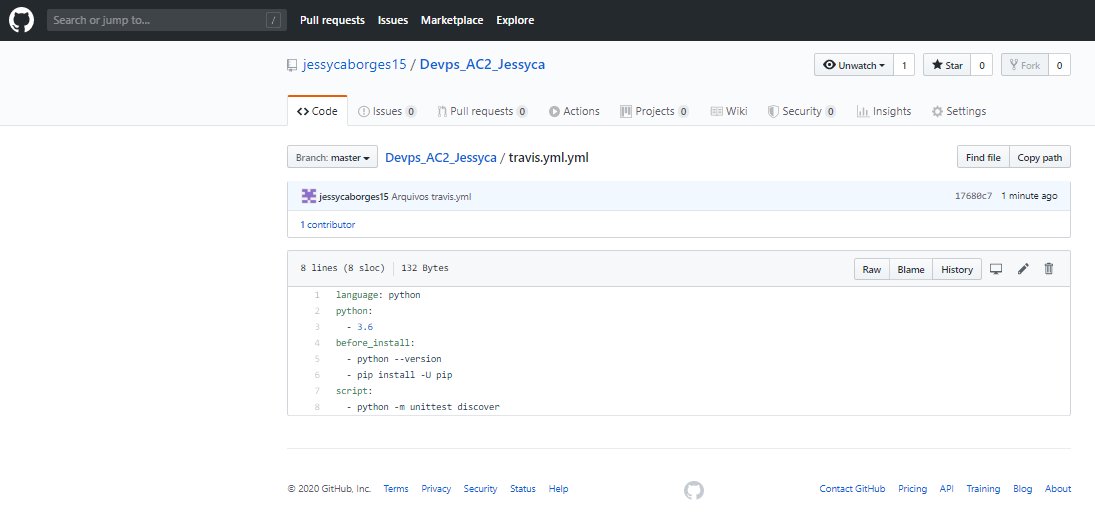 Search or jump to... / Pull requests Issues Marketplace Explore
jessycaborges15 / Devps_AC2_Jessyca Unwatch 1 Star 0 Fork 0
Code Issues 0 Pull requests 0 Actions Projects 0 Wiki Security 0 Insights Settings
Branch: master Devps_AC2_Jessyca / travis.yml.yml Find file Copy path
jessycaborges15 Arquivos travis.yml 17680c7 1 minute ago
1 contributor
8 lines (8 sloc) 132 Bytes Raw Blame History
1 language: python
2 python:
3 - 3.6
4 before_install:
5 - python --version
6 - pip install -U pip
7 script:
8 - python -m unittest discover
© 2020 GitHub, Inc. Terms Privacy Security Status Help Contact GitHub Pricing API Training Blog About